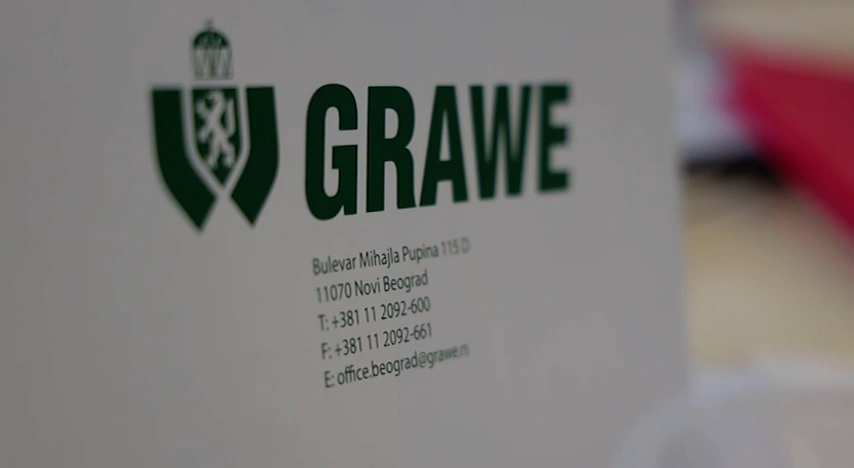 GRAWE
Bulevar Mihajla Pupina 115 D
11070 Novi Beograd
T: +381 11 2092-600
F: +381 11 2092-661
E: office.beograd@grawe.rs